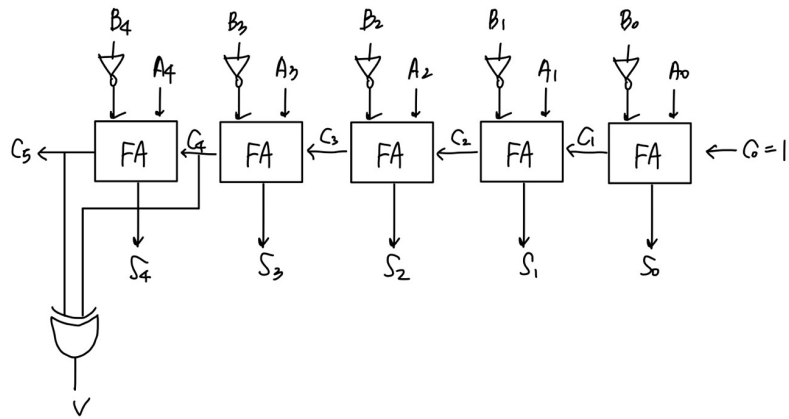 B₄ B₃ B₂ B₁ B₀
A₄ A₃ A₂ A₁ A₀
C₅ FA C₄ FA C₃ FA C₂ FA C₁ FA C₀ = 1
S₄ S₃ S₂ S₁ S₀
V